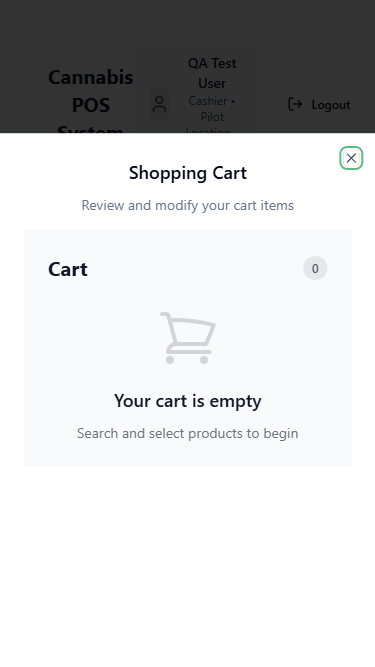 Cannabis
POS
System
QA Test
User
Cashier •
Pilot
Location
Logout
Shopping Cart
Review and modify your cart items
Cart
0
Your cart is empty
Search and select products to begin